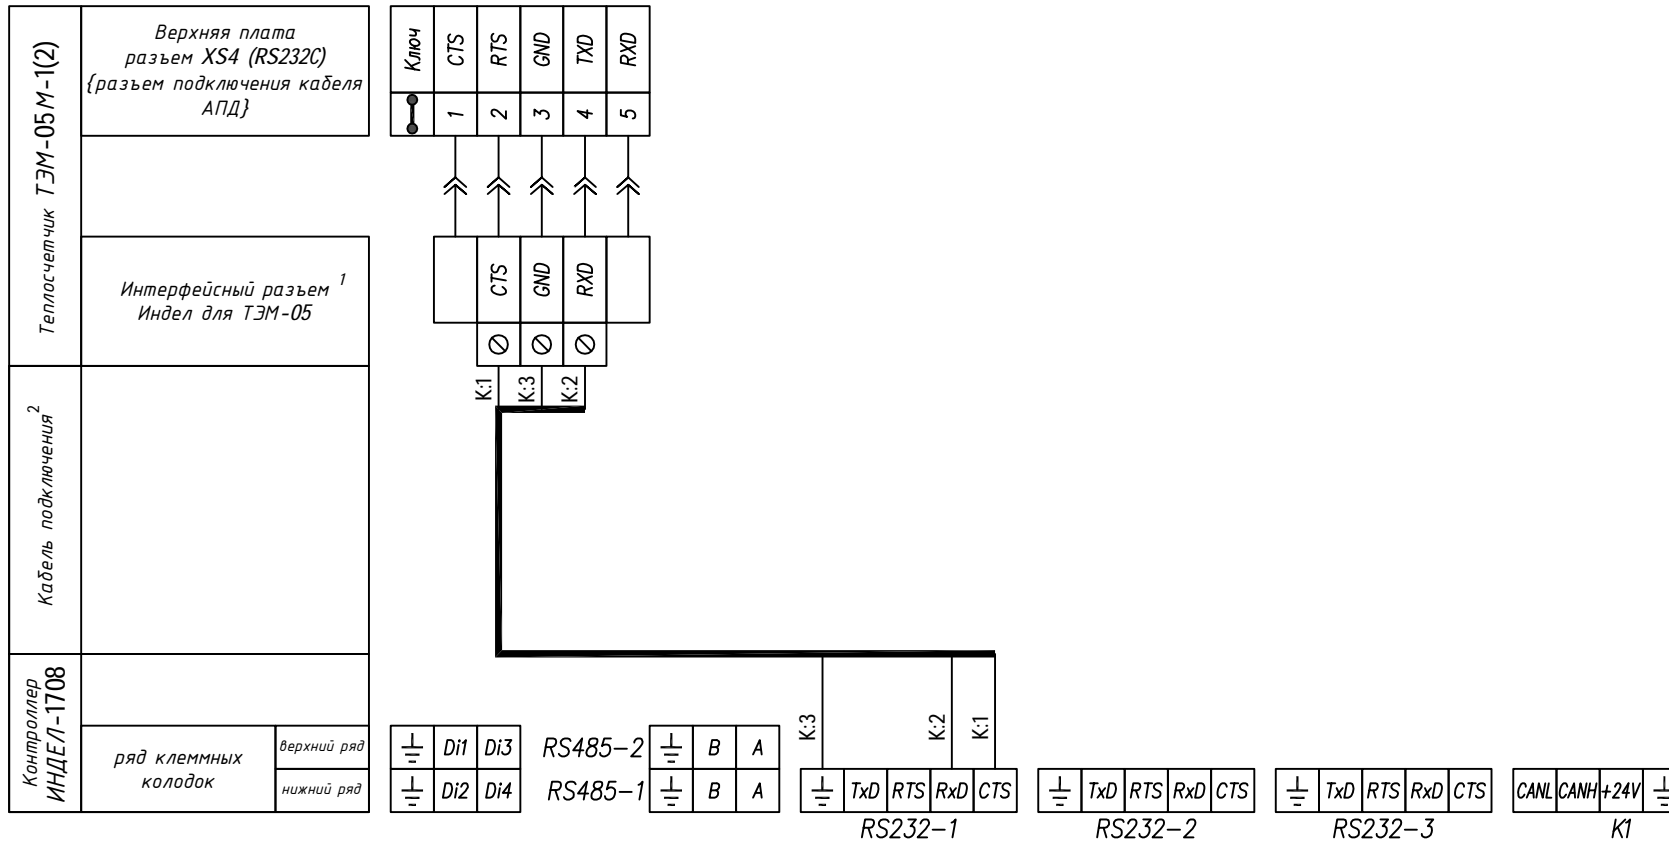 Теплосчетчик ТЭМ-05М-1(2)
Верхняя плата
разъем XS4 (RS232C)
{разъем подключения кабеля
АПД}
Ключ
CTS
RTS
GND
TXD
RXD
1
2
3
4
5
Интерфейсный разъем 1
Индел для ТЭМ-05
CTS
GND
RXD
K:1
K:3
K:2
Кабель подключения 2
K:3
K:2
K:1
Контроллер
ИНДЕЛ-1708
ряд клеммных
колодок
верхний ряд
нижний ряд
Di1 Di3
RS485-2
B A
Di2 Di4
RS485-1
B A
TxD RTS RxD CTS
TxD RTS RxD CTS
TxD RTS RxD CTS
CANL CANH +24V
RS232-1
RS232-2
RS232-3
K1